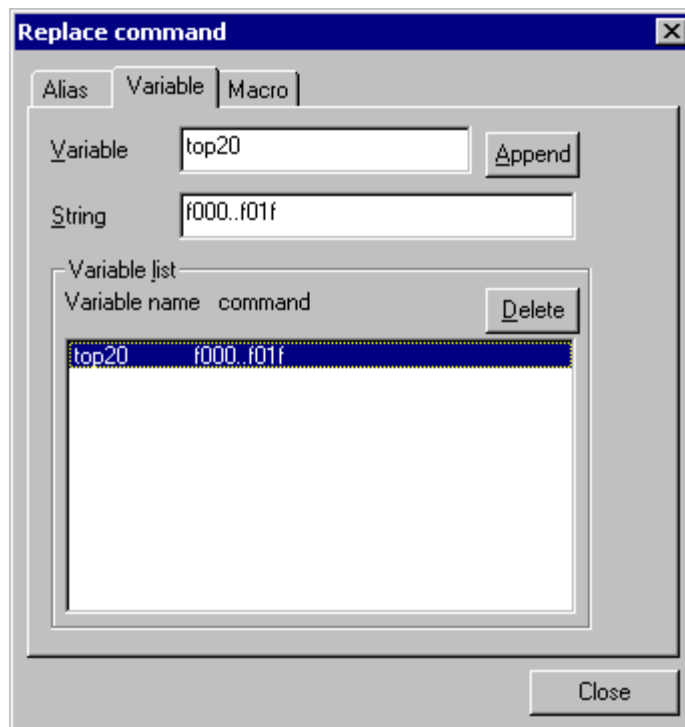 Replace command
Alias Variable Macro
Variable top20 Append
String f000..f01f
Variable list
Variable name command Delete
top20 f000..f01f
Close